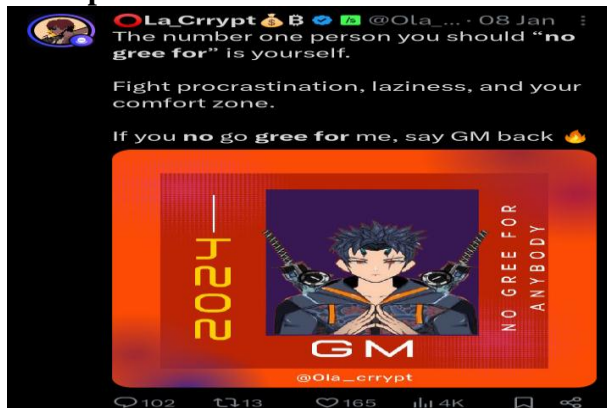 La_Crrypt @Ola_... · 08 Jan
The number one person you should “no
gree for” is yourself.
Fight procrastination, laziness, and your
comfort zone.
If you no go gree for me, say GM back
2024
NO GREE FOR
ANYBODY
GM
@Ola_crrypt
102 13 165 4K